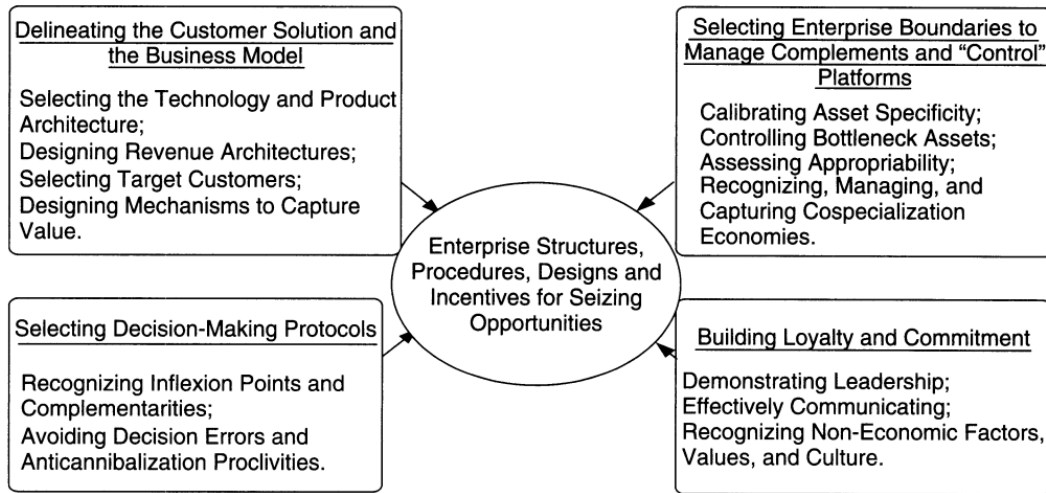 Delineating the Customer Solution and
the Business Model
Selecting the Technology and Product
Architecture;
Designing Revenue Architectures;
Selecting Target Customers;
Designing Mechanisms to Capture
Value.
Selecting Enterprise Boundaries to
Manage Complements and “Control”
Platforms
Calibrating Asset Specificity;
Controlling Bottleneck Assets;
Assessing Appropriability;
Recognizing, Managing, and
Capturing Cospecialization
Economies.
Enterprise Structures,
Procedures, Designs and
Incentives for Seizing
Opportunities
Selecting Decision-Making Protocols
Recognizing Inflexion Points and
Complementarities;
Avoiding Decision Errors and
Anticannibalization Proclivities.
Building Loyalty and Commitment
Demonstrating Leadership;
Effectively Communicating;
Recognizing Non-Economic Factors,
Values, and Culture.